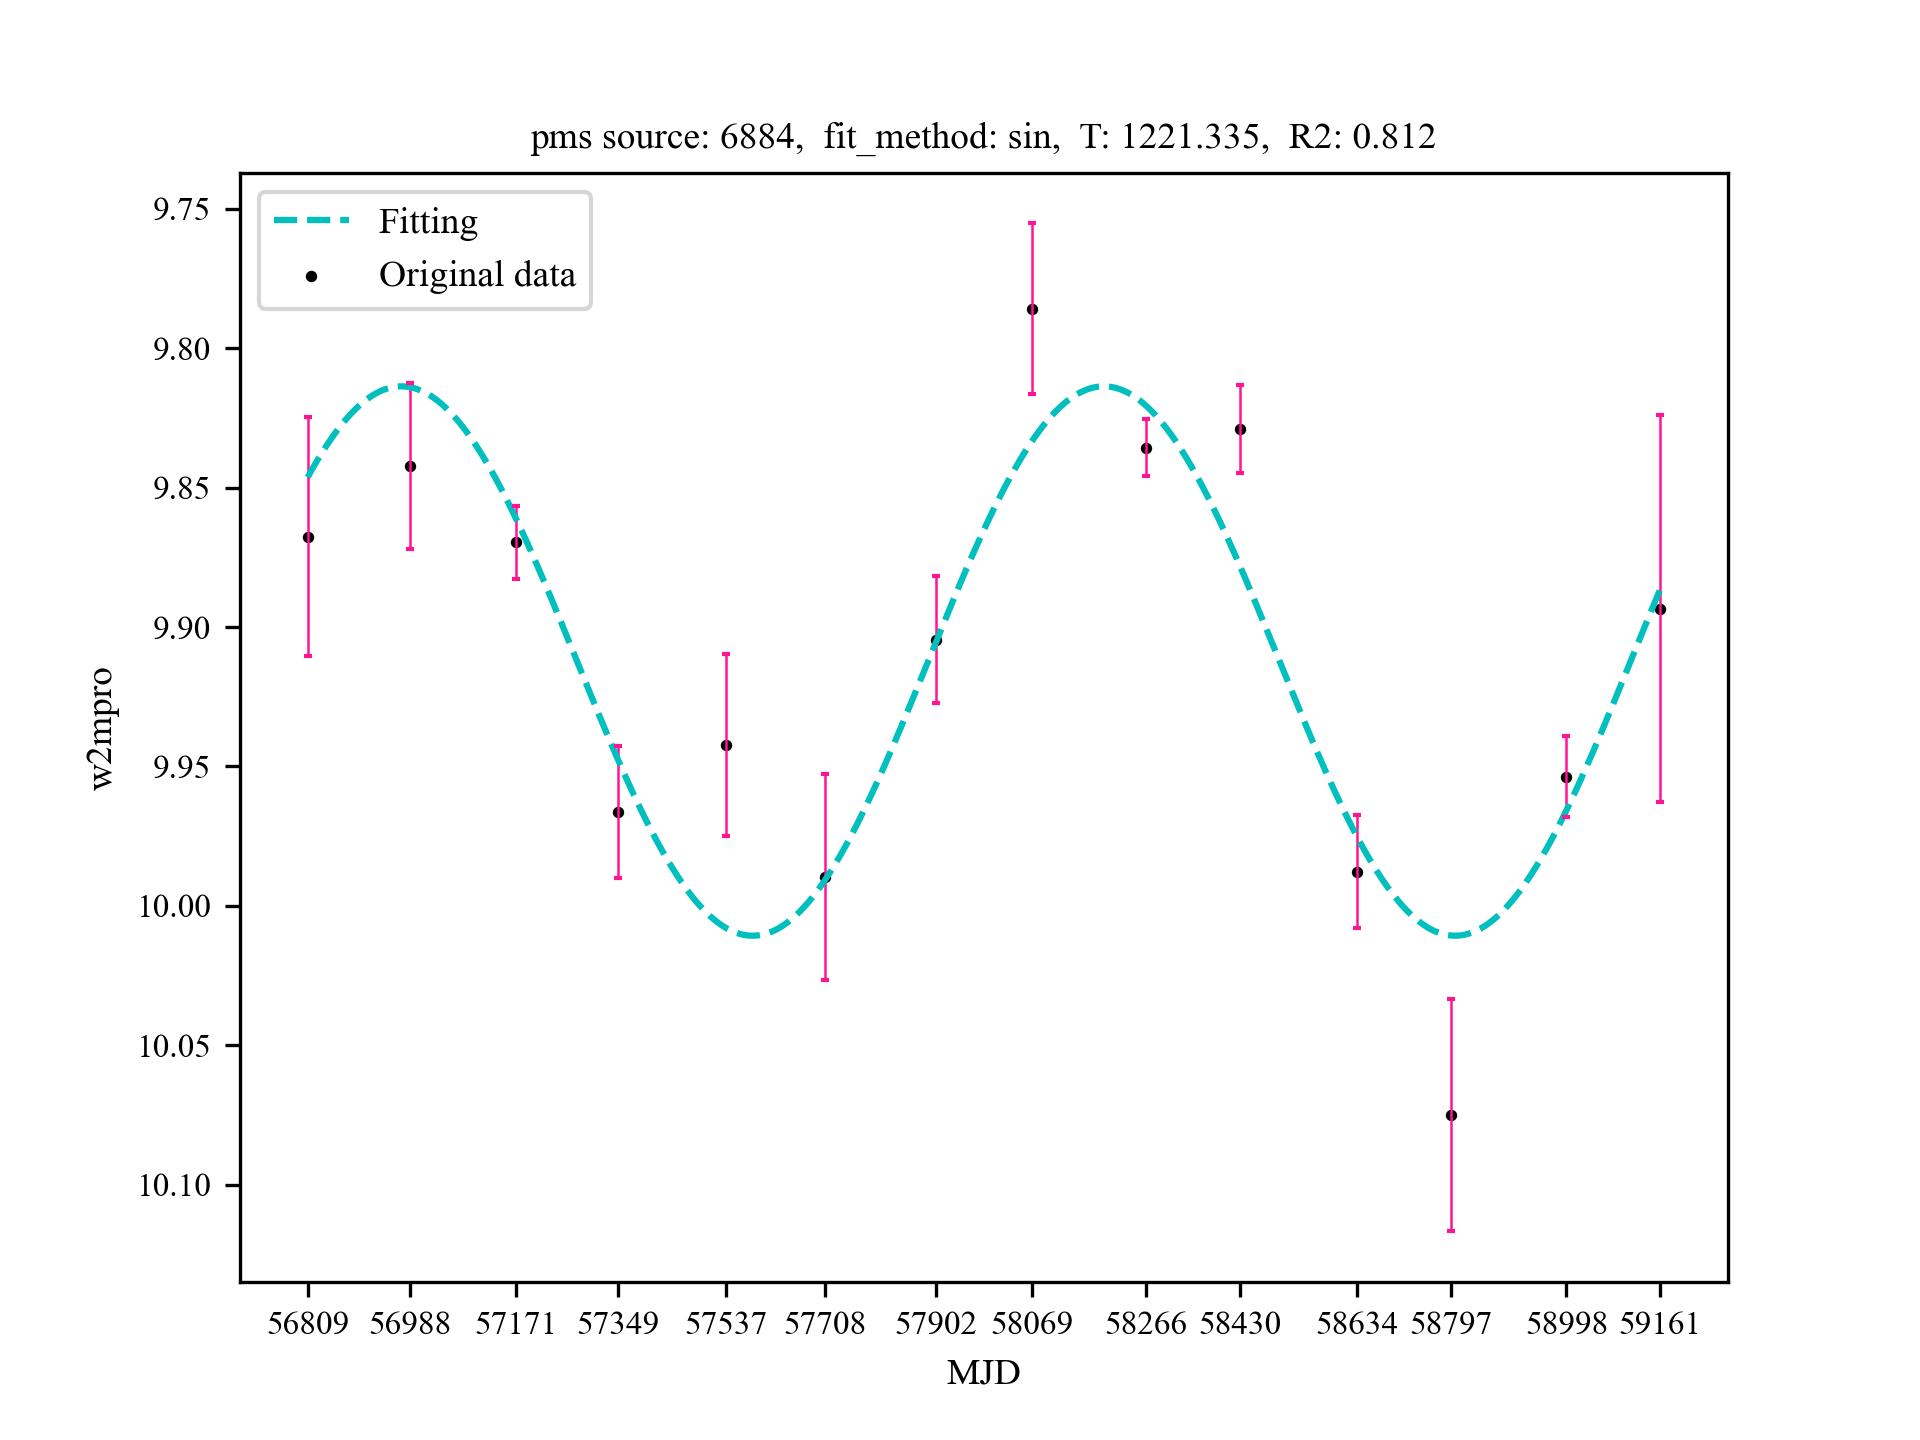 pms source: 6884,  fit_method: sin,  T: 1221.335,  R2: 0.812
Fitting
Original data
9.75
9.80
9.85
9.90
9.95
10.00
10.05
10.10
w2mpro
56809 56988 57171 57349 57537 57708 57902 58069 58266 58430 58634 58797 58998 59161
MJD